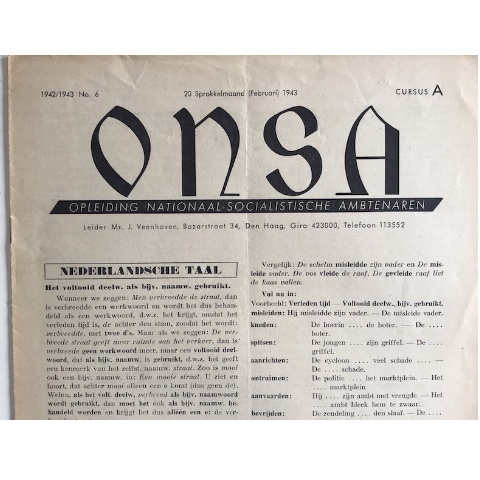 1942/1943 No. 6
20 Sprokkelmaand (Februari) 1943
CURSUS A
ONSA
OPLEIDING NATIONAAL-SOCIALISTISCHE AMBTENAREN
Leider Mr. J. Veenhoven, Bazarstraat 34, Den Haag, Giro 423000, Telefoon 113552
NEDERLANDSCHE TAAL
Het voltooid deelw. als bijv. naamw. gebruikt.
Wanneer we zeggen: Men verbreedde de straat, dan
is verbreedde een werkwoord en wordt het dus behan-
deld als een werkwoord, d.w.z. het krijgt, omdat het
verleden tijd is, de achter den stam, zoodat het wordt:
verbreedde, met twee d's. Maar als we zeggen: De ver-
breede straat geeft meer ruimte aan het verkeer, dan is
verbreede geen werkwoord meer, maar een voltooid deel-
woord, dat als bijv. naamw. is gebruikt, d.w.z. het geeft
een kenmerk van het zelfst. naamw. straat. Zoo is mooi
ook een bijv. naamw. in: Een mooie straat. U ziet en
hoort, dat achter mooi alleen een e komt (dus geen de).
Welnu, als het volt. deelw. verbreed als bijv. naamwoord
wordt gebruikt, dan moet het óók als bijv. naamw. be-
handeld worden en krijgt het dus alléén een e: de ver-
Vergelijk: De schelm misleidde zijn vader en De mis-
leide vader. De vos vleide de raaf. De gevleide raaf liet
de kaas vallen.
Vul nu in:
Voorbeeld: Verleden tijd — Voltooid deelw., bijv. gebruikt.
misleiden: Hij misleidde zijn vader. — De misleide vader.
kneden: De boerin .... de boter. — De ....
boter.
spitsen: De jongen .... zijn griffel. — De ....
griffel.
aanrichten: De cycloon .... veel schade .... —
De .... schade.
ontruimen: De politie .... het marktplein. — Het
.... marktplein.
aanvaarden: Hij .... zijn ambt met vreugde. — Het
.... ambt bleek hem te zwaar.
bevrijden: De zendeling .... den slaaf. — De ....